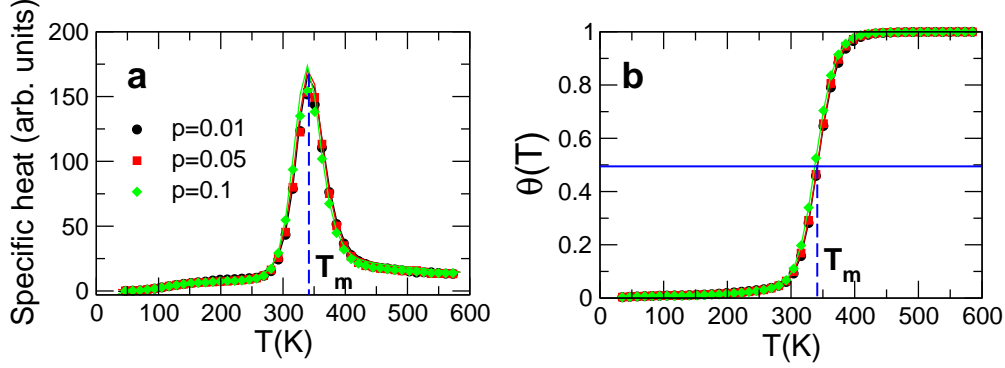 200
150
100
50
0
Specific heat (arb. units)
a
p=0.01
p=0.05
p=0.1
T_m
0 100 200 300 400 500 600
T(K)
1
0.8
0.6
0.4
0.2
0
θ(T)
b
T_m
0 100 200 300 400 500 600
T(K)